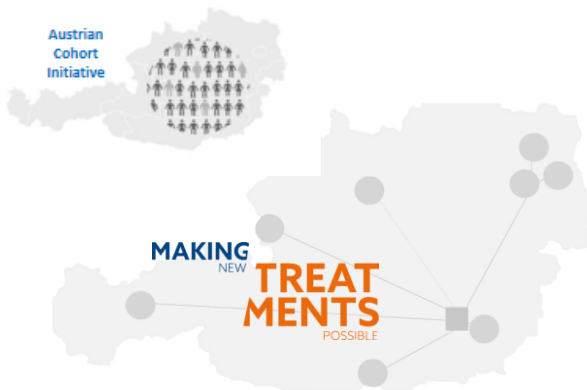 Austrian
Cohort
Initiative
MAKING
NEW
TREAT
MENTS
POSSIBLE